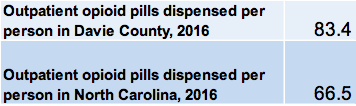 Outpatient opioid pills dispensed per
person in Davie County, 2016 83.4
Outpatient opioid pills dispensed per
person in North Carolina, 2016 66.5